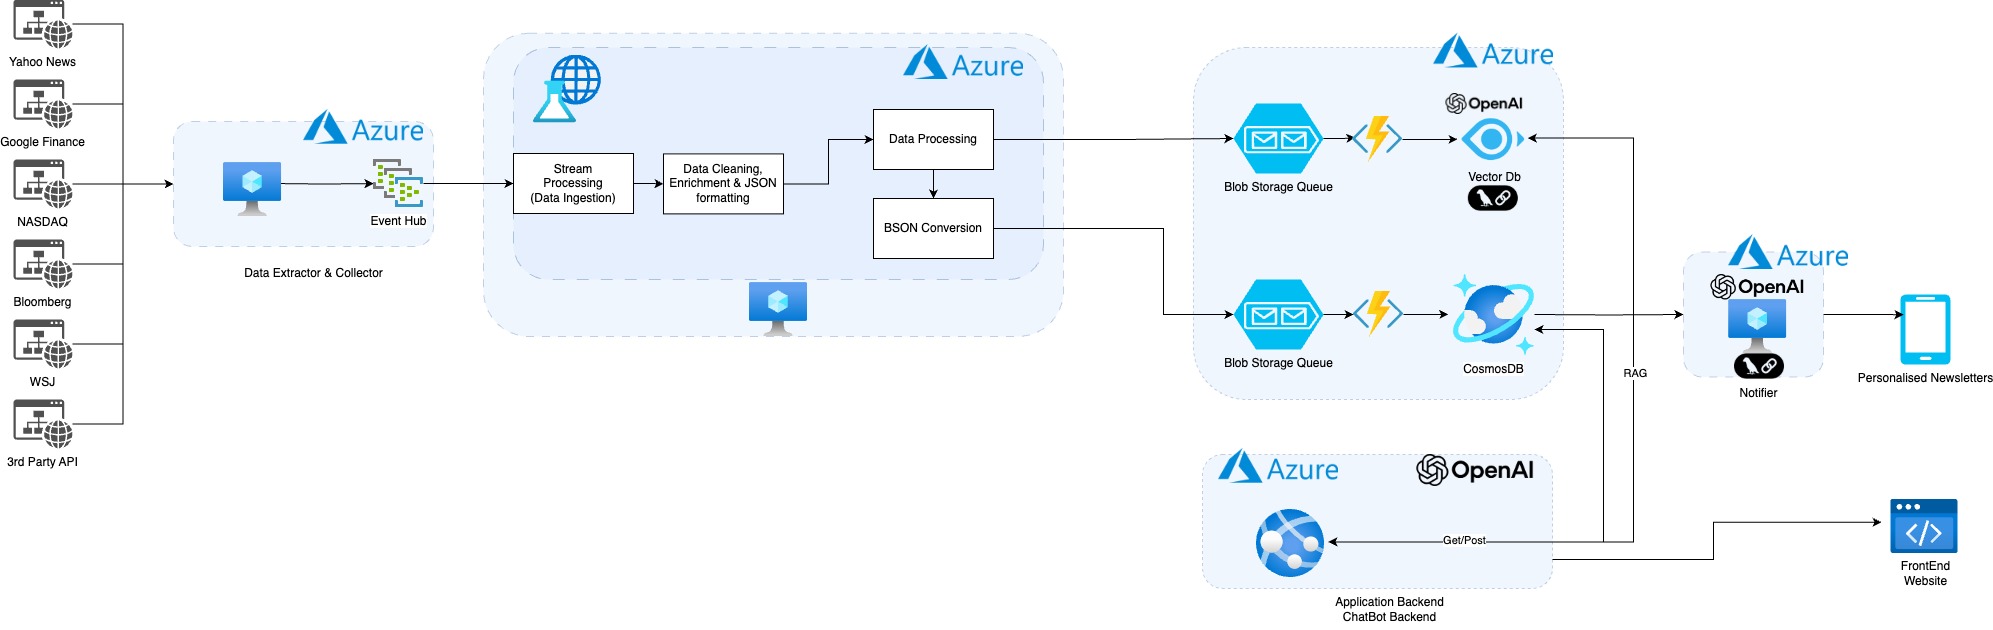 Yahoo News
Google Finance
NASDAQ
Bloomberg
WSJ
3rd Party API
Azure
Event Hub
Data Extractor & Collector
Azure
Stream
Processing
(Data Ingestion)
Data Cleaning,
Enrichment & JSON
formatting
Data Processing
BSON Conversion
Azure
Blob Storage Queue
OpenAI
Vector Db
Blob Storage Queue
CosmosDB
RAG
Azure
OpenAI
Notifier
Personalised Newsletters
Azure
OpenAI
Get/Post
Application Backend
ChatBot Backend
FrontEnd
Website